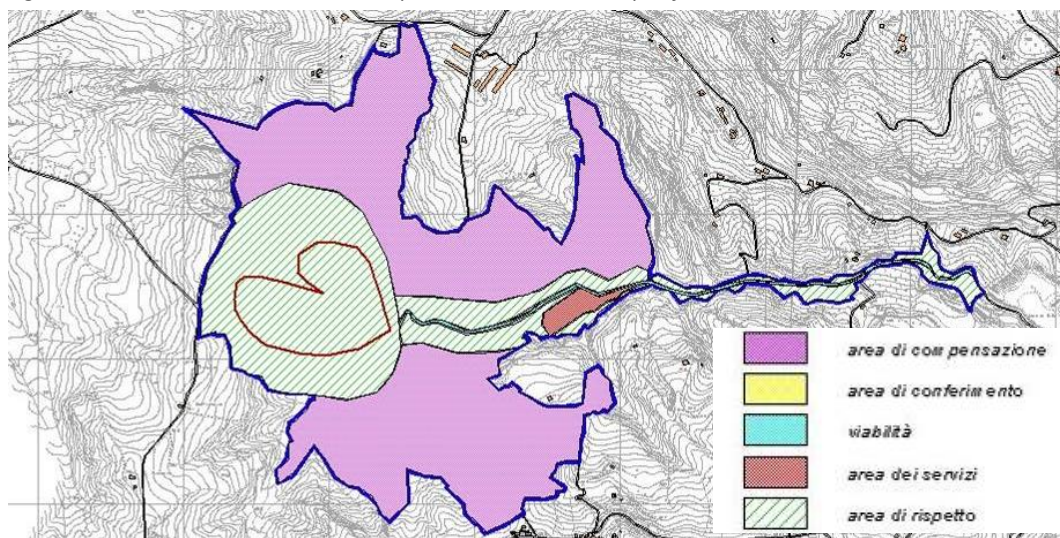 area di compensazione
area di conferimento
viabilità
area dei servizi
area di rispetto